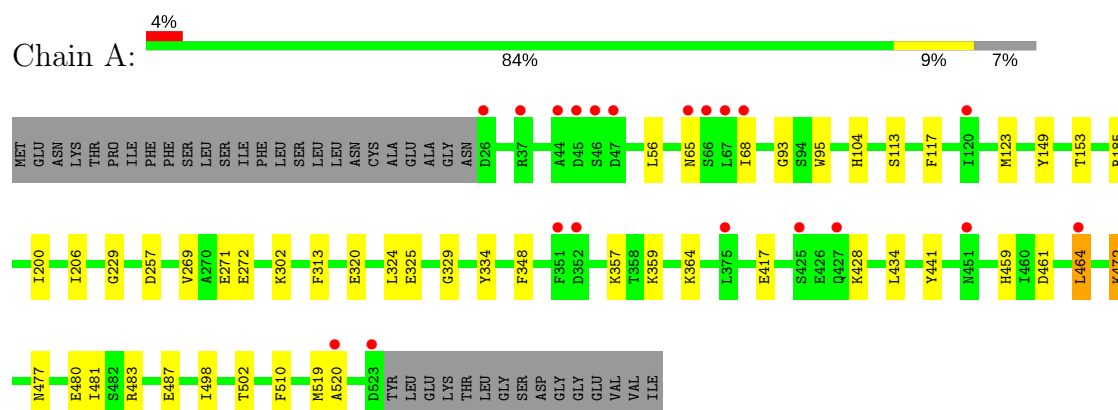 4%
Chain A:
84% 9% 7%
MET GLU ASN LYS THR PRO ILE PHE PHE SER LEU SER ILE PHE LEU SER LEU LEU ASN CYS ALA GLU ALA GLY ASN D26 R37 A44 D45 S46 D47 L56 N65 S66 L67 I68 G93 S94 W95 H104 S113 F117 I120 M123 Y149 T153 R185
I200 I206 G229 D257 V269 A270 E271 E272 K302 F313 E320 L324 E325 G329 Y334 F348 F351 D352 K357 T358 K359 K364 L375 E417 S425 E426 Q427 K428 L434 Y441 N451 H459 I460 D461 L464 K472
N477 E480 I481 S482 R483 E487 I498 T502 F510 M519 A520 D523 TYR LEU GLU LYS THR LEU GLY SER ASP GLY GLY GLU VAL VAL ILE